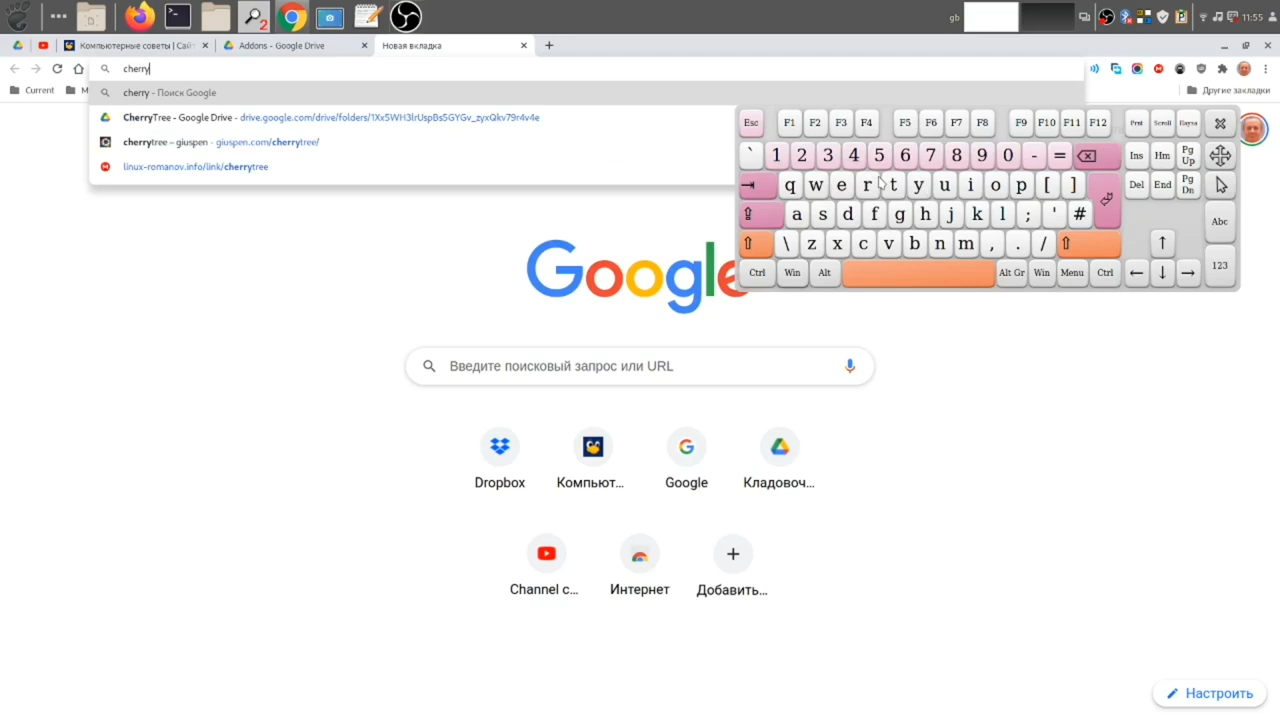 gb
11:55
Компьютерные советы | Сайт
Addons - Google Drive
Новая вкладка
cherry
Current
M
Другие закладки
cherry - Поиск Google
CherryTree - Google Drive - drive.google.com/drive/folders/1Xx5WH3IrUspBs5GYGv_zyxQkv79r4v4e
cherrytree – giuspen - giuspen.com/cherrytree/
linux-romanov.info/link/cherrytree
Esc F1 F2 F3 F4 F5 F6 F7 F8 F9 F10 F11 F12 Prnt Scroll Пауза
` 1 2 3 4 5 6 7 8 9 0 - = Ins Hm Pg Up
q w e r t y u i o p [ ] Del End Pg Dn
a s d f g h j k l ; ' # Abc
\ z x c v b n m , . /
Ctrl Win Alt Alt Gr Win Menu Ctrl 123
Google
Введите поисковый запрос или URL
Dropbox
Компьют...
Google
Кладовоч...
Channel c...
Интернет
Добавить...
Настроить